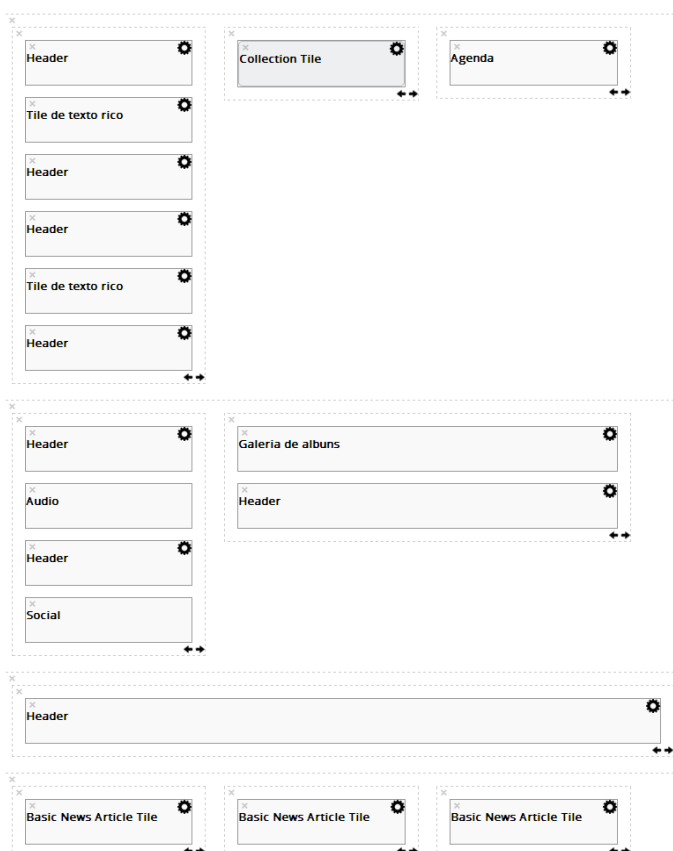 Header
Tile de texto rico
Header
Header
Tile de texto rico
Header
Collection Tile
Agenda
Header
Audio
Header
Social
Galeria de albuns
Header
Header
Basic News Article Tile
Basic News Article Tile
Basic News Article Tile